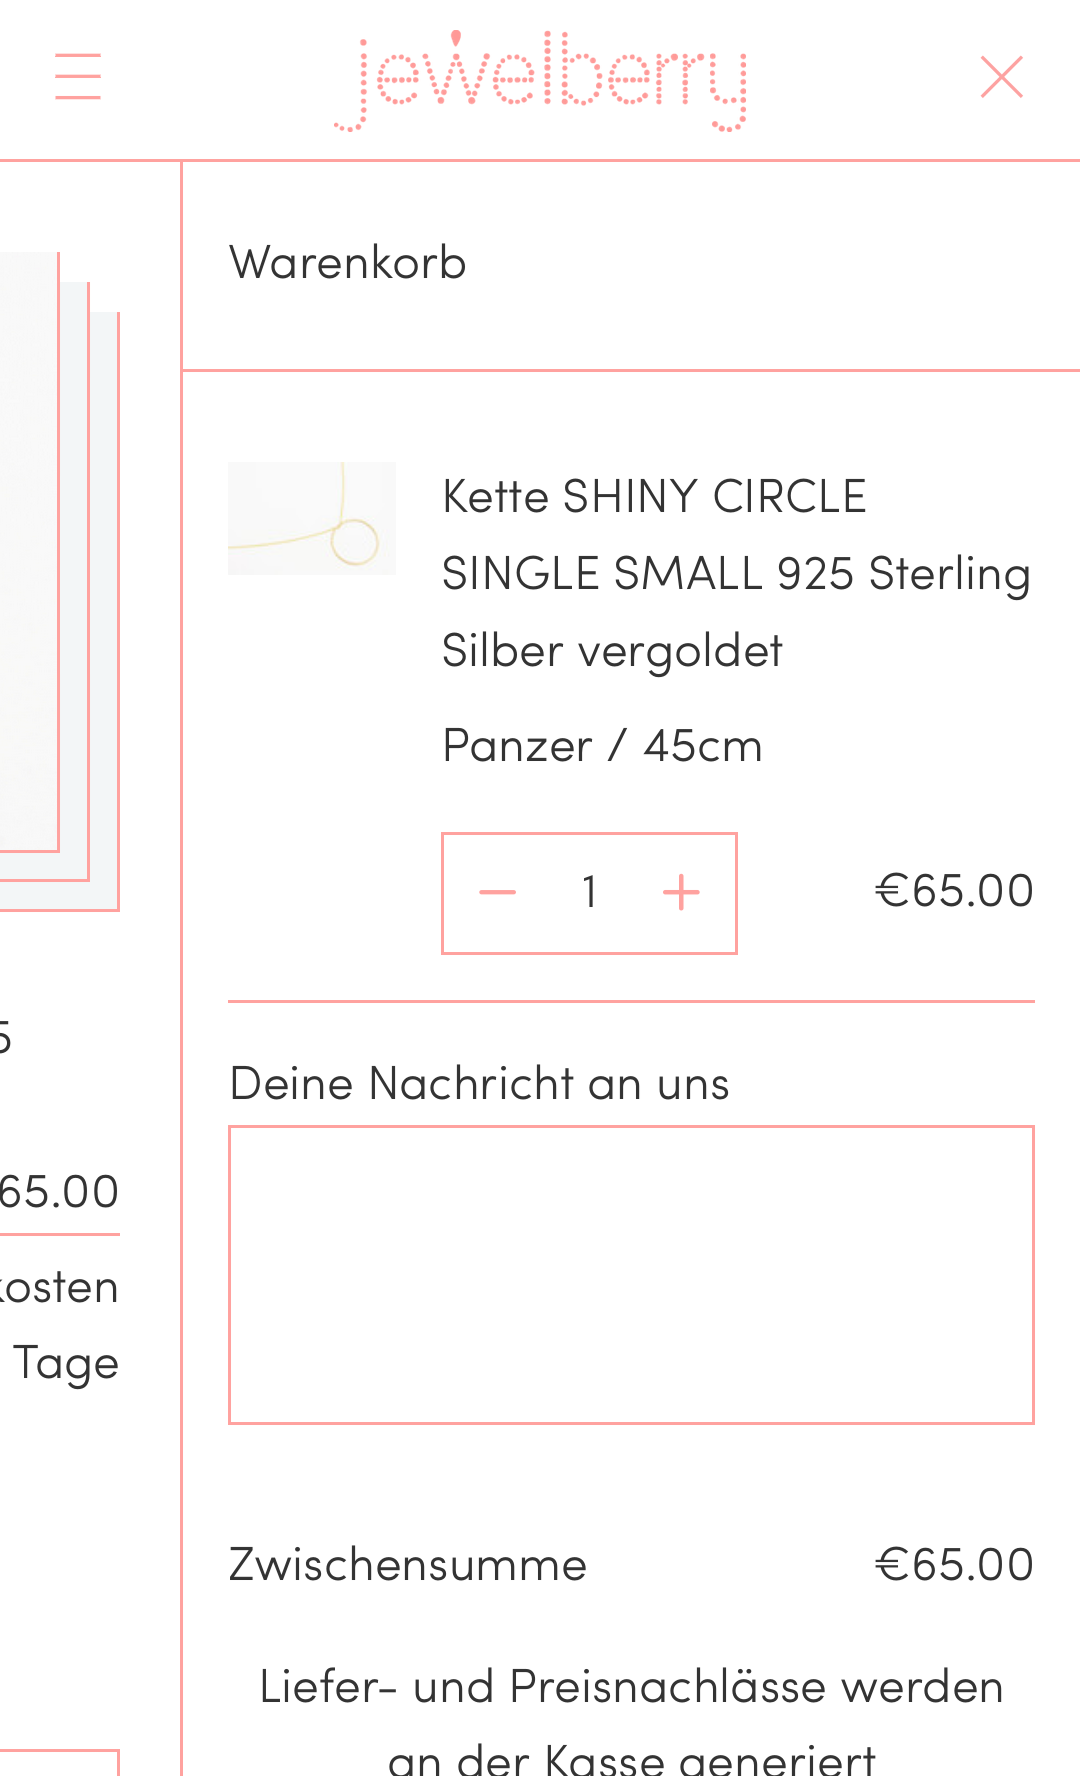 jewelberry
Warenkorb
Kette SHINY CIRCLE
SINGLE SMALL 925 Sterling
Silber vergoldet
Panzer / 45cm
1
€65.00
Deine Nachricht an uns
Zwischensumme
€65.00
Liefer- und Preisnachlässe werden
an der Kasse generiert
5
65.00
kosten
Tage